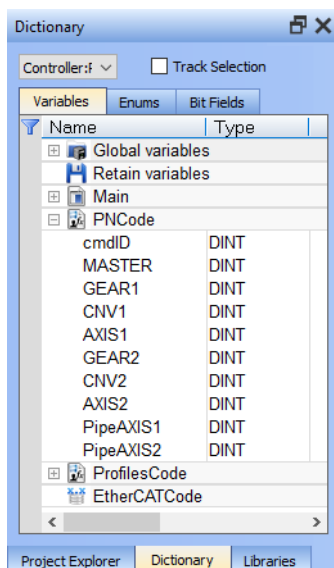 Dictionary
Controller:F Track Selection
Variables Enums Bit Fields
Name Type
Global variables
Retain variables
Main
PNCode
cmdID DINT
MASTER DINT
GEAR1 DINT
CNV1 DINT
AXIS1 DINT
GEAR2 DINT
CNV2 DINT
AXIS2 DINT
PipeAXIS1 DINT
PipeAXIS2 DINT
ProfilesCode
EtherCATCode
Project Explorer Dictionary Libraries